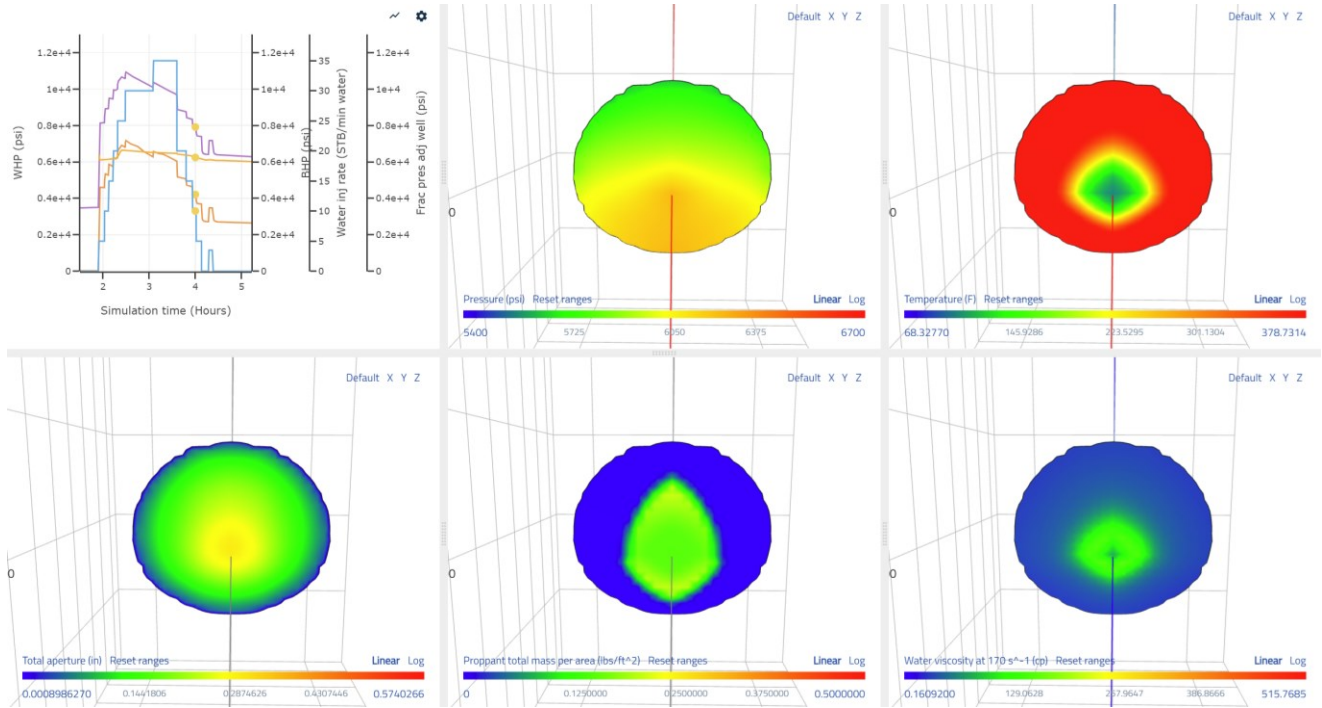 1.2e+4
1e+4
0.8e+4
0.6e+4
0.4e+4
0.2e+4
0
WHP (psi)
1.2e+4
1e+4
0.8e+4
0.6e+4
0.4e+4
0.2e+4
0
BHP (psi)
35
30
25
20
15
10
5
0
Water inj rate (STB/min water)
1.2e+4
1e+4
0.8e+4
0.6e+4
0.4e+4
0.2e+4
0
Frac pres adj well (psi)
2 3 4 5
Simulation time (Hours)
Default X Y Z
0
Pressure (psi) Reset ranges Linear Log
5400 5725 6050 6375 6700
Default X Y Z
0
Temperature (F) Reset ranges Linear Log
68.32770 145.9286 223.5295 301.1304 378.7314
Default X Y Z
0
Total aperture (in) Reset ranges Linear Log
0.0008986270 0.1441806 0.2874626 0.4307446 0.5740266
Default X Y Z
0
Proppant total mass per area (lbs/ft^2) Reset ranges Linear Log
0 0.1250000 0.2500000 0.3750000 0.5000000
Default X Y Z
0
Water viscosity at 170 s^-1 (cp) Reset ranges Linear Log
0.1609200 129.0628 257.9647 386.8666 515.7685